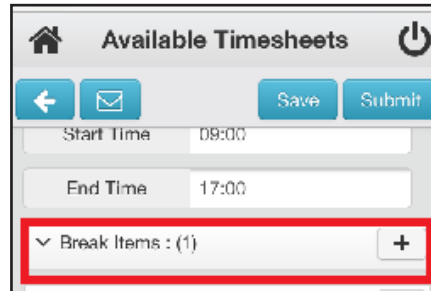 Available Timesheets
Save Submit
Start Time 09:00
End Time 17:00
Break Items : (1) +